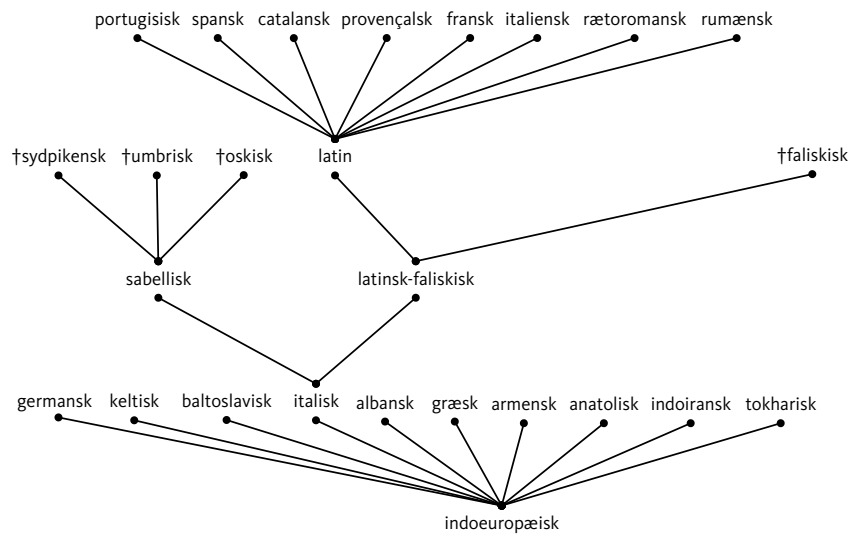 portugisisk spansk catalansk provençalsk fransk italiensk rætoromansk rumænsk
†sydpikensk †umbrisk †oskisk latin †faliskisk
sabellisk latinsk-faliskisk
germansk keltisk baltoslavisk italisk albansk græsk armensk anatolisk indoiransk tokharisk
indoeuropæisk